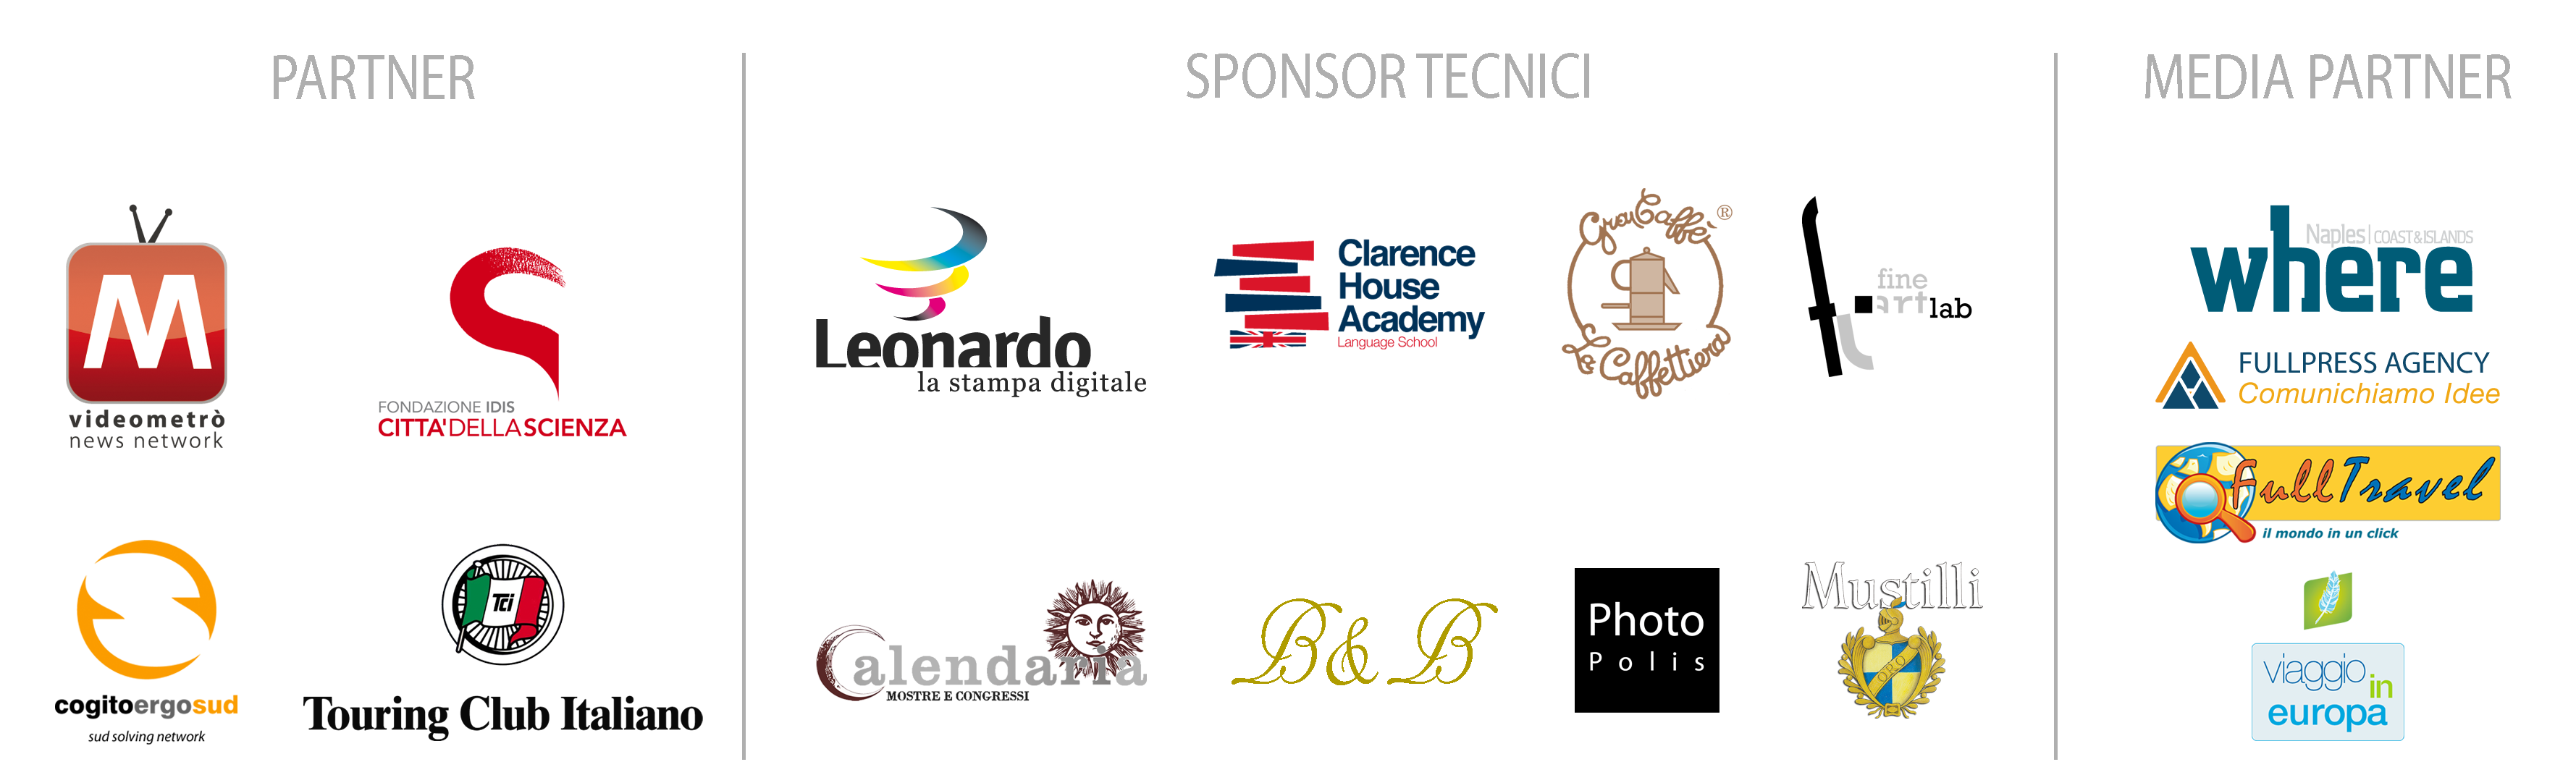 PARTNER
M
videometrò
news network
FONDAZIONE IDIS
CITTA'DELLASCIENZA
cogitoergosud
sud solving network
Tci
Touring Club Italiano
SPONSOR TECNICI
Leonardo
la stampa digitale
Clarence
House
Academy
Language School
Gran Caffè ®
La Caffettiera
fine
art lab
Calendaria
MOSTRE E CONGRESSI
B&B
Photo
Polis
Mustilli
MEDIA PARTNER
Naples | COAST&ISLANDS
where
FULLPRESS AGENCY
Comunichiamo Idee
FullTravel
il mondo in un click
viaggio
in
europa